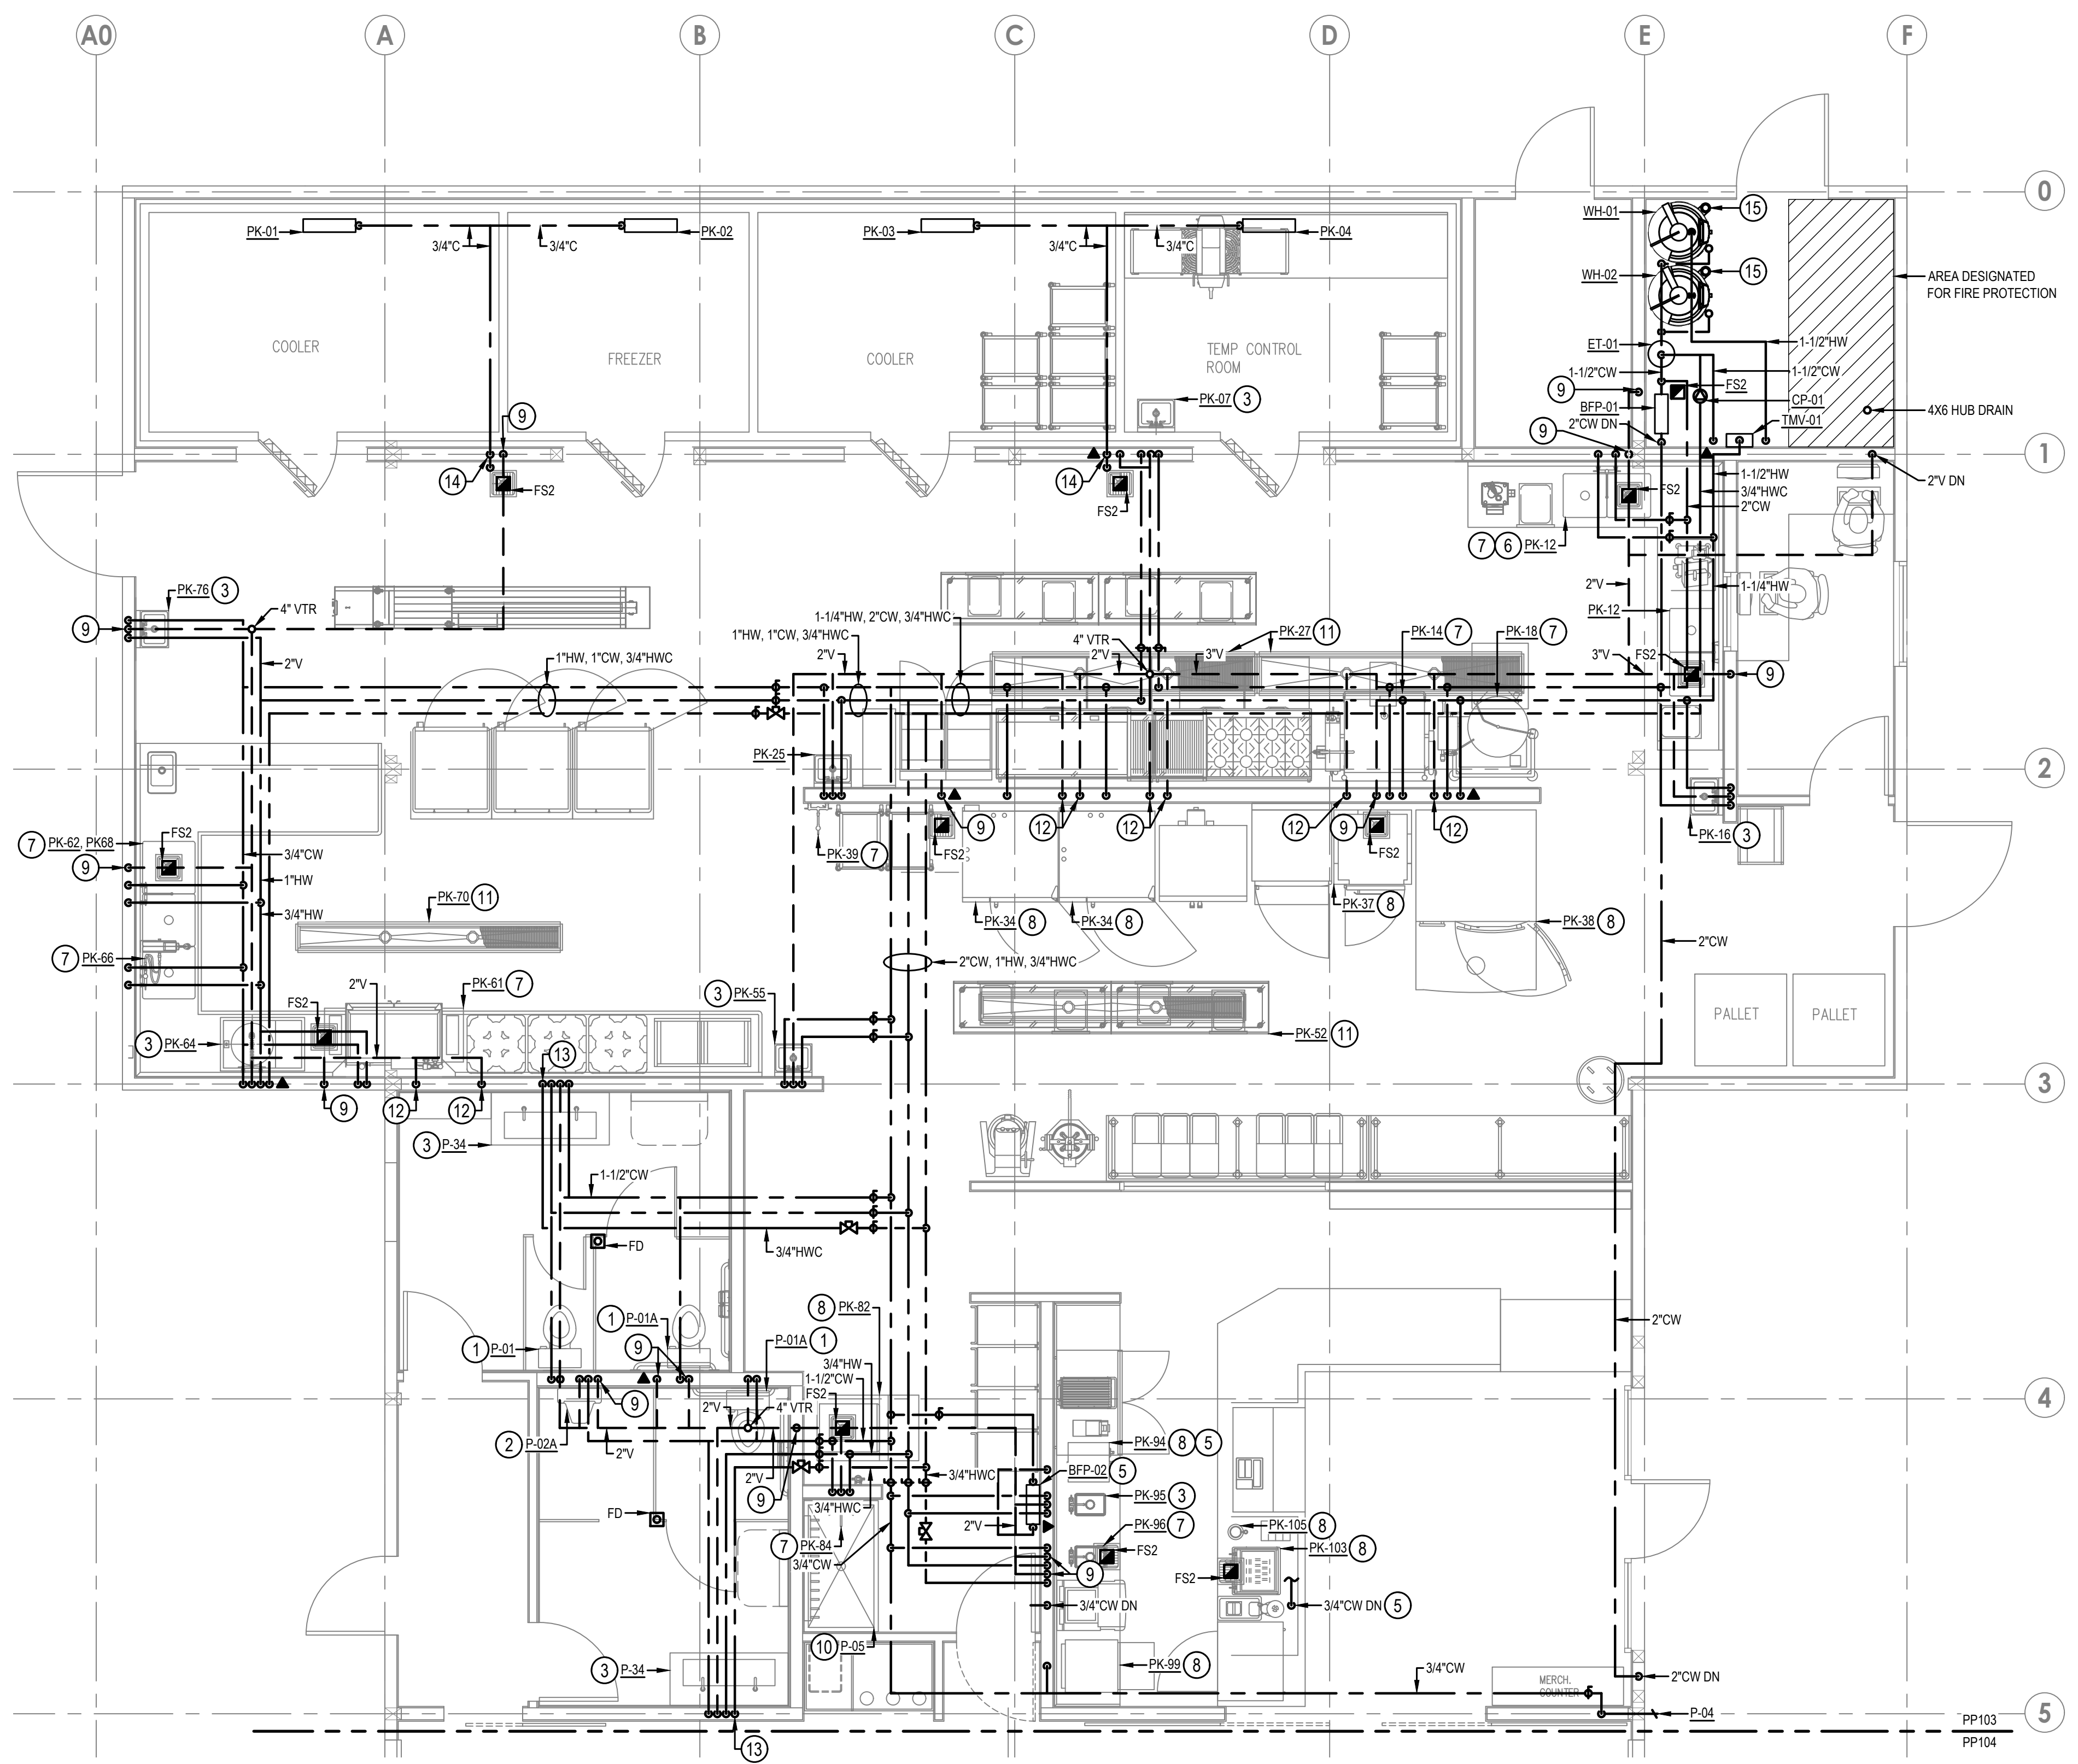 A0 A B C D E F
0
WH-01 15
PK-01 PK-02 PK-03 PK-04
3/4"C 3/4"C 3/4"C 3/4"C
WH-02 15
AREA DESIGNATED
FOR FIRE PROTECTION
COOLER FREEZER COOLER TEMP CONTROL
ROOM
ET-01 1-1/2"HW
1-1/2"CW 1-1/2"CW
9 FS2
PK-07 3
BFP-01 CP-01
4X6 HUB DRAIN
2"CW DN TMV-01
9 9
1
14 14
FS2 FS2 FS2
1-1/2"HW
3/4"HWC
2"CW
2"V DN
7 6 PK-12
2"V 1-1/4"HW
PK-76 3
4" VTR
9
PK-12
1-1/4"HW, 2"CW, 3/4"HWC
1"HW, 1"CW, 3/4"HWC
4" VTR
PK-27 11
PK-14 7
PK-18 7
2"V 2"V 3"V 3"V
FS2
2"V
1"HW, 1"CW, 3/4"HWC
9
PK-25
2
9 12 12 12 9 12
7 PK-62, PK68
FS2
3/4"CW
9
PK-39 7
FS2 FS2
PK-16 3
1"HW
3/4"HW
PK-70 11
PK-34 8 PK-34 8
PK-37 8
PK-38 8
2"CW
7 PK-66
2"CW, 1"HW, 3/4"HWC
2"V
PK-61 7
3 PK-55
FS2
PALLET PALLET
3 PK-64
PK-52 11
13
3
9 12 12
3 P-34
1-1/2"CW
FD
3/4"HWC
8 PK-82
1 P-01A
P-01A 1
2"CW
1 P-01
9
3/4"HW
1-1/2"CW
FS2
9
4
2"V 4" VTR
2 P-02A
2"V
PK-94 8 5
2"V
3/4"HWC
BFP-02 5
9
3/4"HWC
PK-95 3
FD
2"V
PK-96 7
PK-105 8
7 PK-84
FS2
PK-103 8
3/4"CW
9
FS2
3/4"CW DN
3/4"CW DN 5
10 P-05
3 P-34
PK-99 8
3/4"CW
MERCH.
COUNTER
2"CW DN
P-04
5
PP103
13
PP104